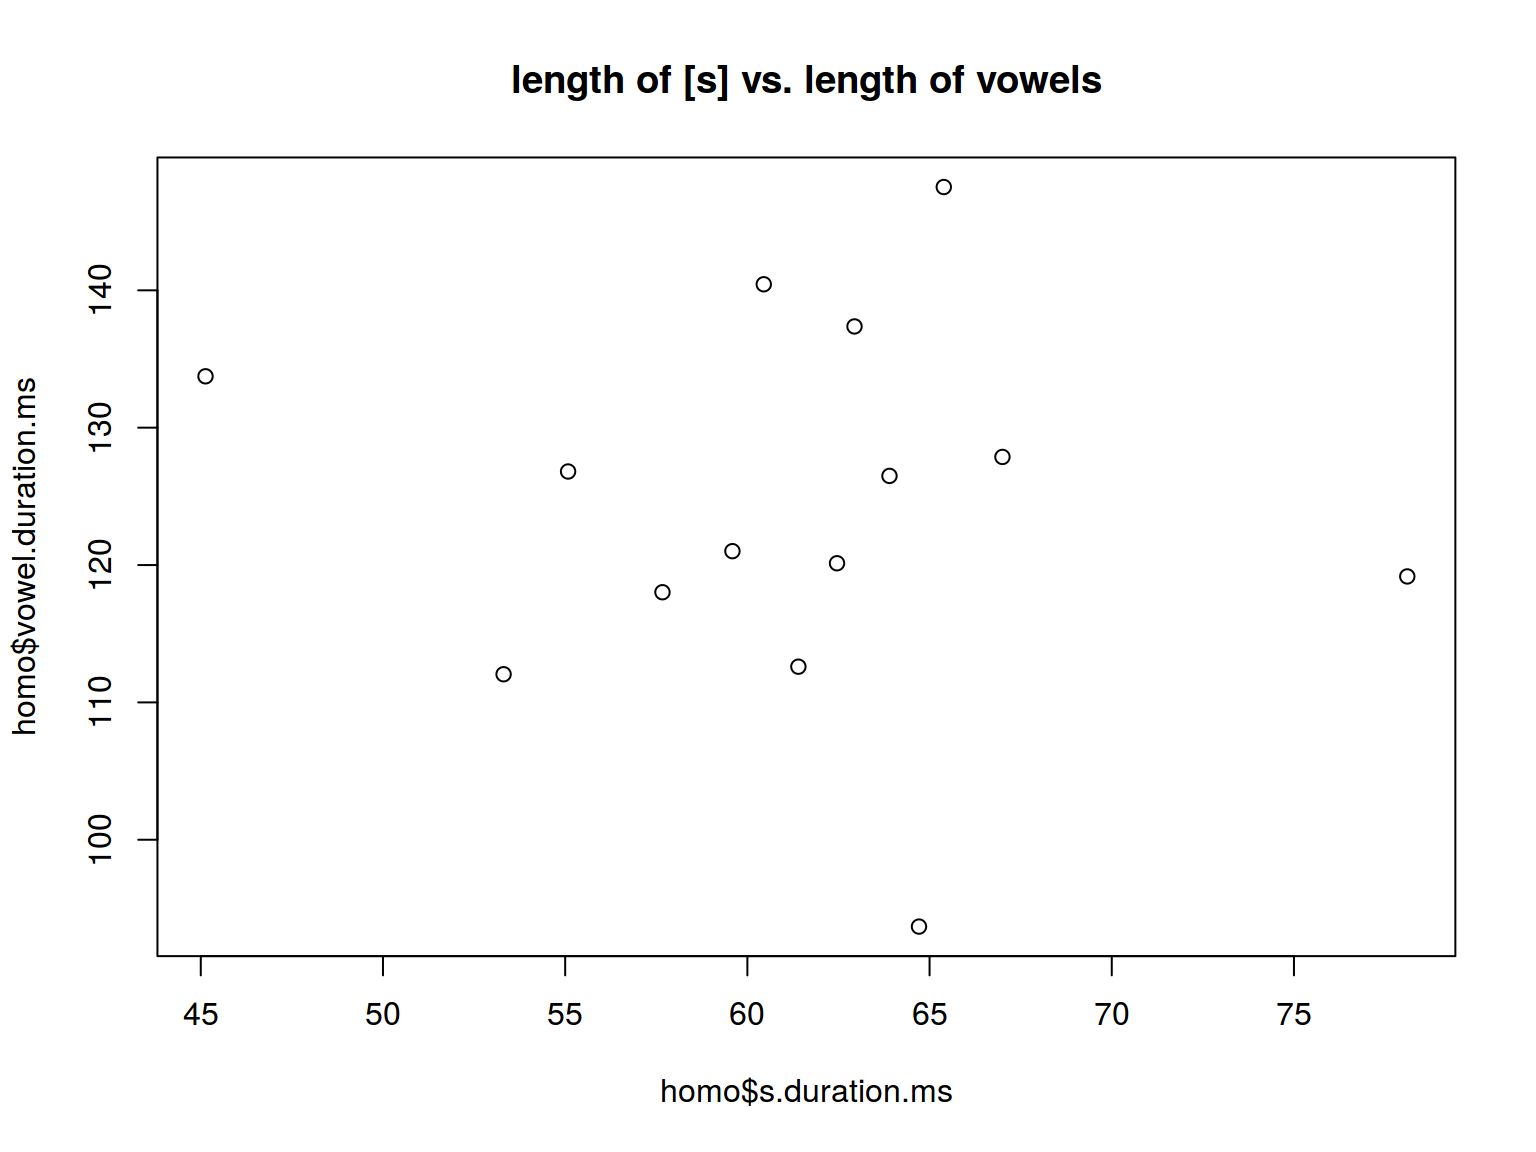 length of [s] vs. length of vowels
homo$vowel.duration.ms
140
130
120
110
100
45 50 55 60 65 70 75
homo$s.duration.ms